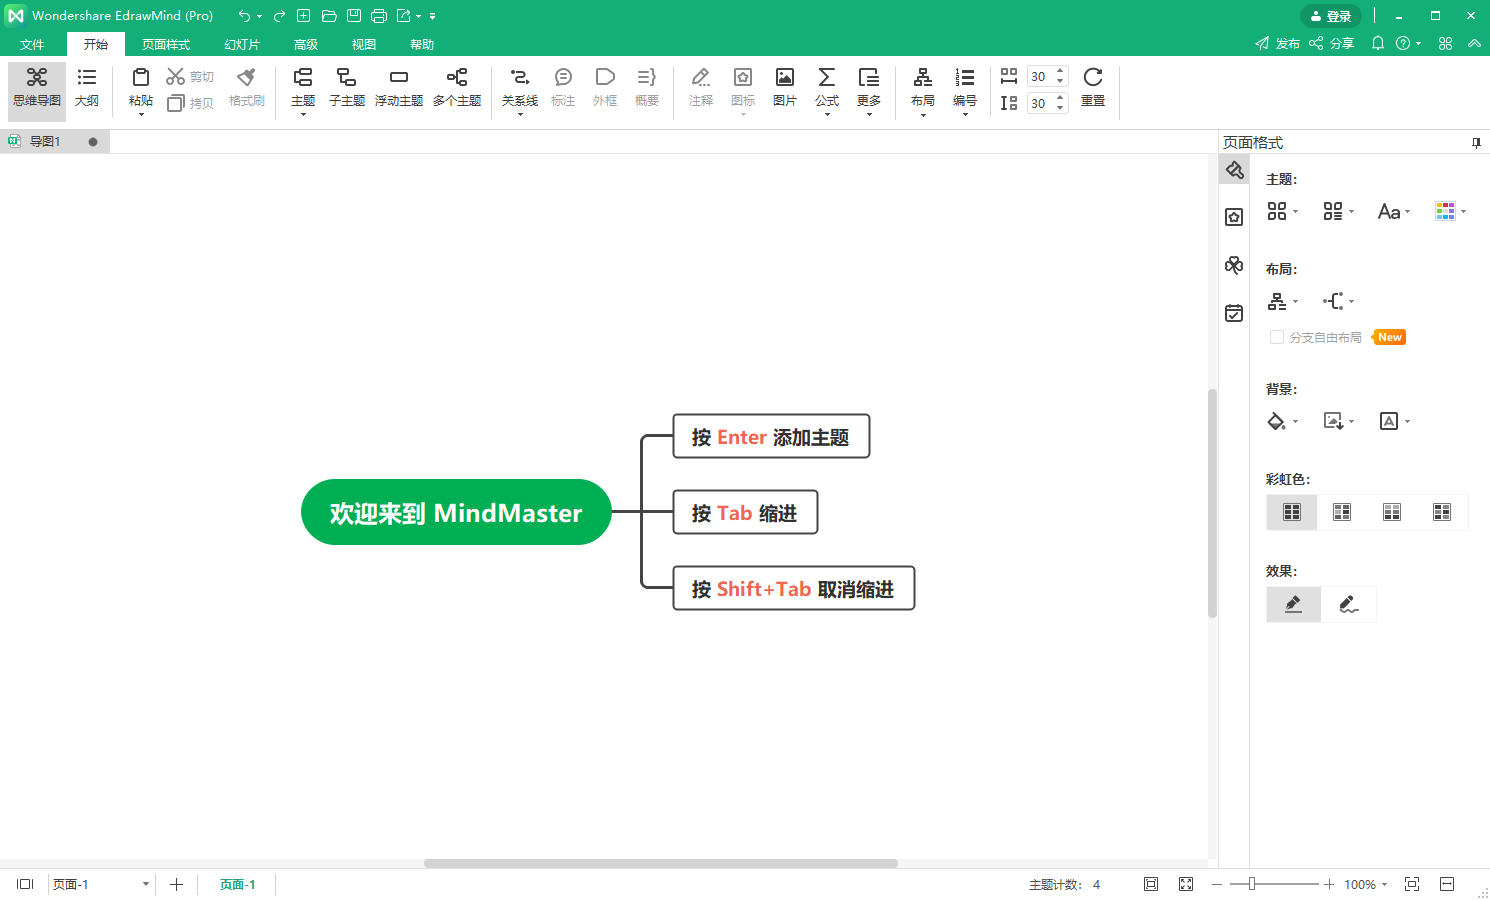 Wondershare EdrawMind (Pro)
登录
文件 开始 页面样式 幻灯片 高级 视图 帮助
发布 分享
思维导图 大纲 粘贴 剪切 拷贝 格式刷 主题 子主题 浮动主题 多个主题 关系线 标注 外框 概要 注释 图标 图片 公式 更多 布局 编号 30 30 重置
导图1
页面格式
主题:
Aa
布局:
分支自由布局 New
背景:
A
彩虹色:
效果:
欢迎来到 MindMaster
按 Enter 添加主题
按 Tab 缩进
按 Shift+Tab 取消缩进
页面-1
页面-1
主题计数: 4
100%